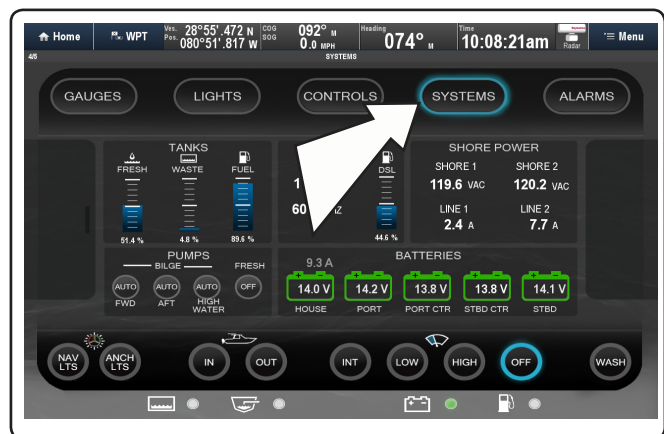 Home
WPT
Ves. Pos. 28°55'.472 N 080°51'.817 W
COG 092° M
SOG 0.0 MPH
Heading 074° M
Time 10:08:21am
Radar
Menu
4/5
SYSTEMS
GAUGES LIGHTS CONTROLS SYSTEMS ALARMS
TANKS
FRESH WASTE FUEL
51.4 % 4.8 % 89.6 %
1
60 HZ
DSL
44.6 %
SHORE POWER
SHORE 1 SHORE 2
119.6 VAC 120.2 VAC
LINE 1 LINE 2
2.4 A 7.7 A
PUMPS
BILGE FRESH
AUTO AUTO AUTO OFF
FWD AFT HIGH WATER
9.3 A BATTERIES
14.0 V 14.2 V 13.8 V 13.8 V 14.1 V
HOUSE PORT PORT CTR STBD CTR STBD
NAV LTS ANCH LTS IN OUT INT LOW HIGH OFF WASH